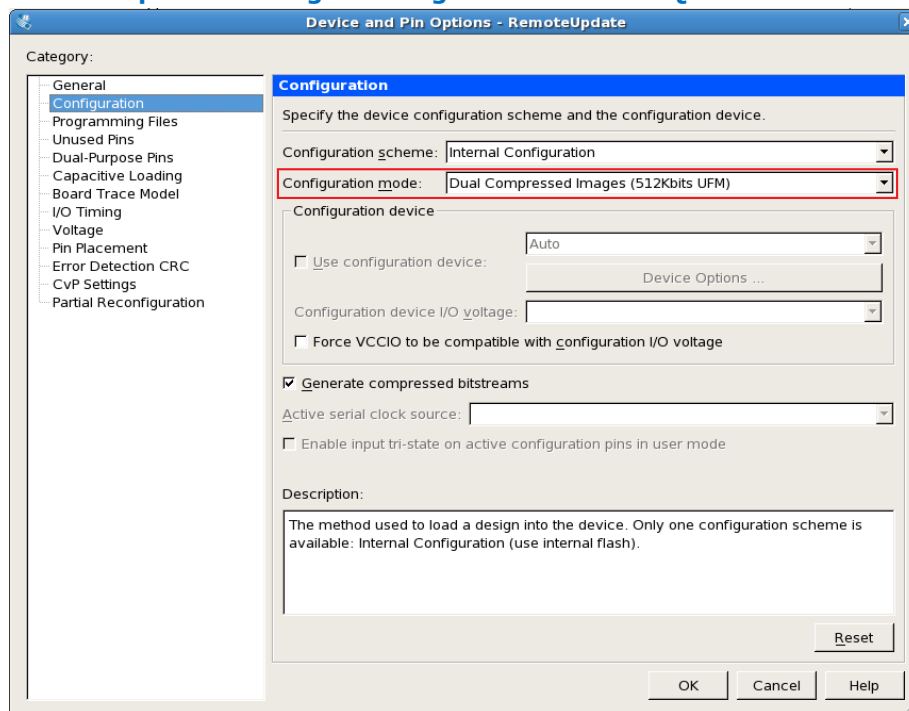 Device and Pin Options - RemoteUpdate
Category:
General
Configuration
Programming Files
Unused Pins
Dual-Purpose Pins
Capacitive Loading
Board Trace Model
I/O Timing
Voltage
Pin Placement
Error Detection CRC
CvP Settings
Partial Reconfiguration
Configuration
Specify the device configuration scheme and the configuration device.
Configuration scheme: Internal Configuration
Configuration mode: Dual Compressed Images (512Kbits UFM)
Configuration device
Use configuration device: Auto
Device Options ...
Configuration device I/O voltage:
Force VCCIO to be compatible with configuration I/O voltage
Generate compressed bitstreams
Active serial clock source:
Enable input tri-state on active configuration pins in user mode
Description:
The method used to load a design into the device. Only one configuration scheme is
available: Internal Configuration (use internal flash).
Reset
OK Cancel Help